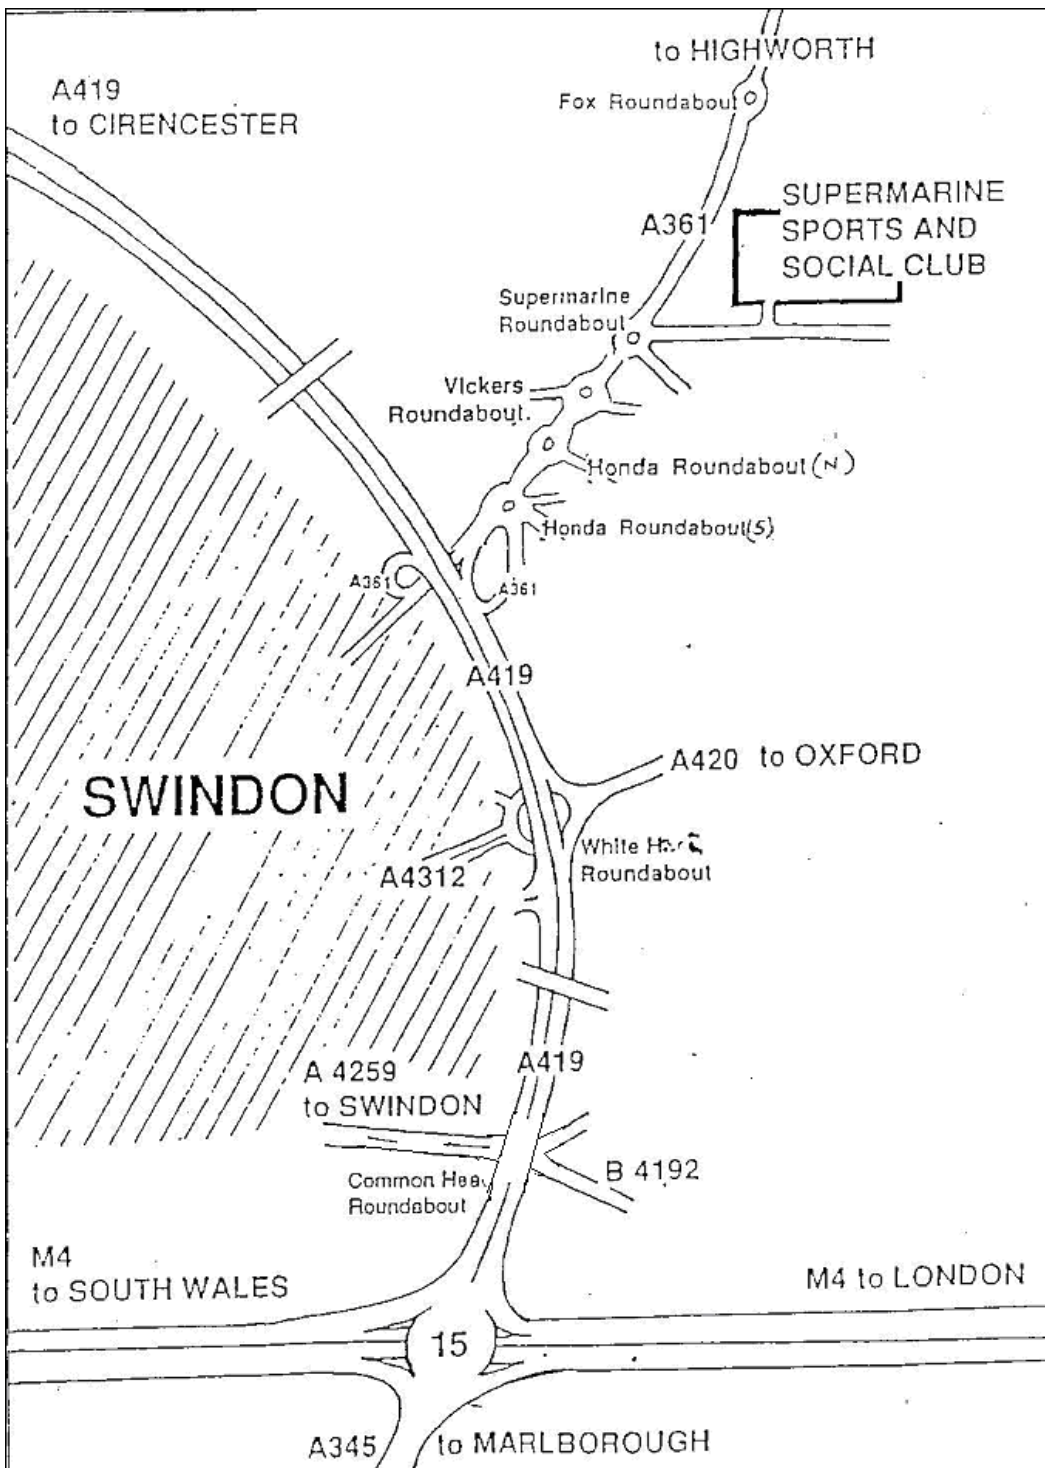 to HIGHWORTH
A419
to CIRENCESTER
Fox Roundabout
SUPERMARINE
SPORTS AND
SOCIAL CLUB
A361
Supermarine
Roundabout
Vickers
Roundabout.
Honda Roundabout (N)
Honda Roundabout (S)
A361
A361
A419
A420 to OXFORD
SWINDON
White
Roundabout
A4312
A419
A 4259
to SWINDON
B 4192
Common
Roundabout
M4
to SOUTH WALES
M4 to LONDON
15
A345 to MARLBOROUGH